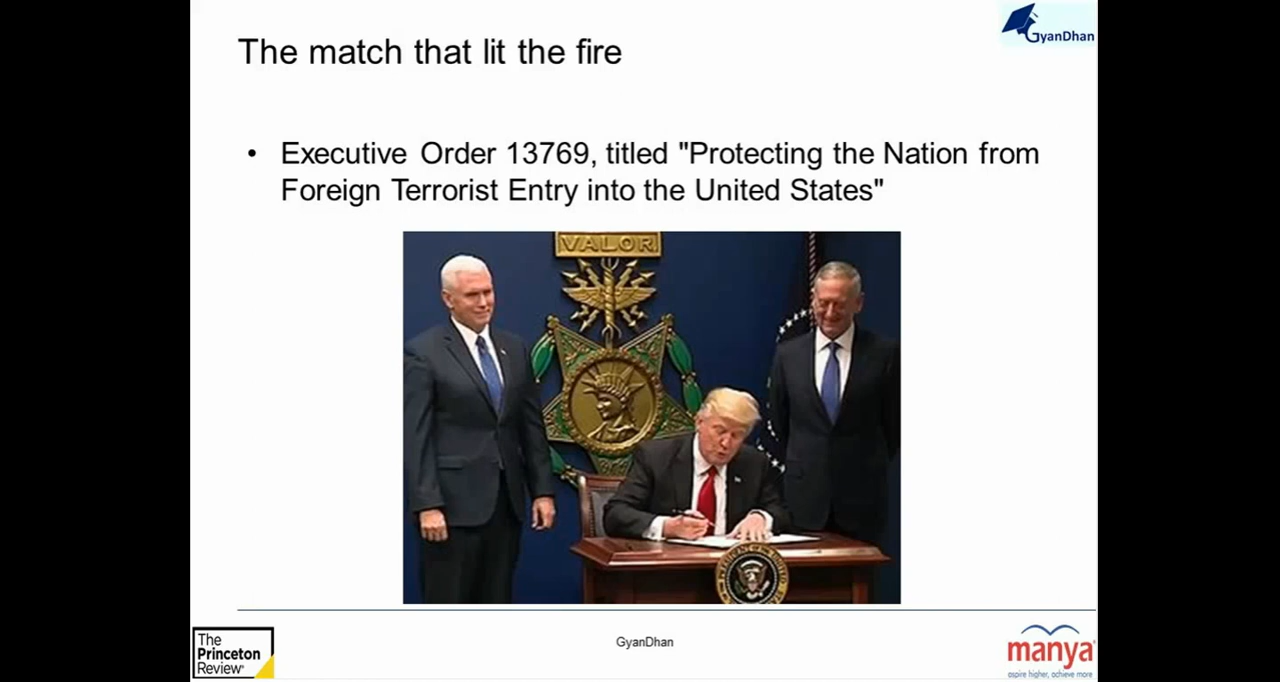 GyanDhan
The match that lit the fire
• Executive Order 13769, titled "Protecting the Nation from
Foreign Terrorist Entry into the United States"
VALOR
The
Princeton
Review
GyanDhan
manya
aspire higher, achieve more